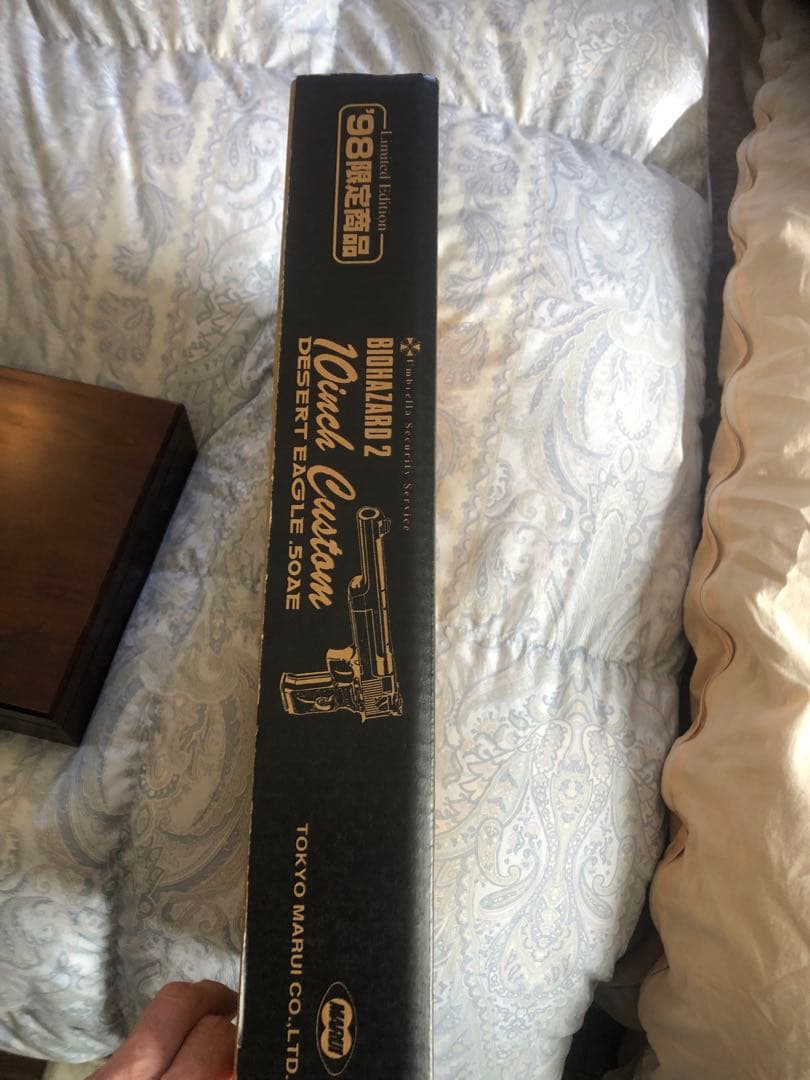 Limited Edition
'98限定商品
Umbrella Security Service
BIOHAZARD 2
10inch Custom
DESERT EAGLE .50AE
TOKYO MARUI CO.,LTD.
MARUI